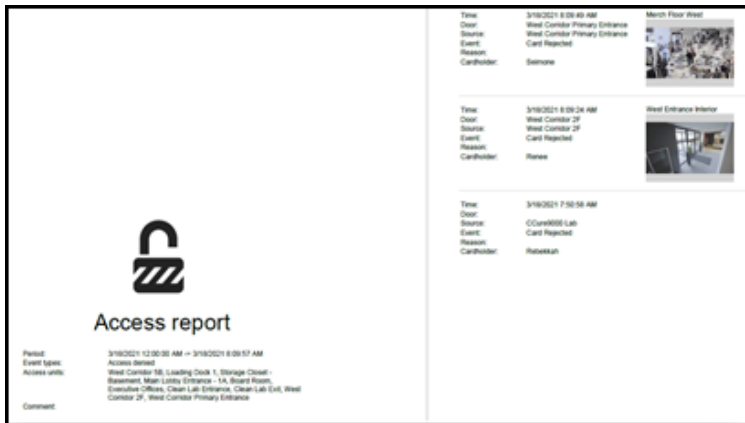 Access report
Period: 3/18/2021 12:00:00 AM -> 3/18/2021 8:09:57 AM
Event types: Access denied
Access units: West Corridor 5B, Loading Dock 1, Storage Closet -
Basement, Main Lobby Entrance - 1A, Board Room,
Executive Offices, Clean Lab Entrance, Clean Lab Exit, West
Corridor 2F, West Corridor Primary Entrance
Comment:
Time: 3/18/2021 8:09:49 AM
Door: West Corridor Primary Entrance
Source: West Corridor Primary Entrance
Event: Card Rejected
Reason:
Cardholder: Swimone
Merch Floor West
Time: 3/18/2021 8:09:24 AM
Door: West Corridor 2F
Source: West Corridor 2F
Event: Card Rejected
Reason:
Cardholder: Renee
West Entrance Interior
Time: 3/18/2021 7:50:58 AM
Door:
Source: CCure9000 Lab
Event: Card Rejected
Reason:
Cardholder: Rebekkah